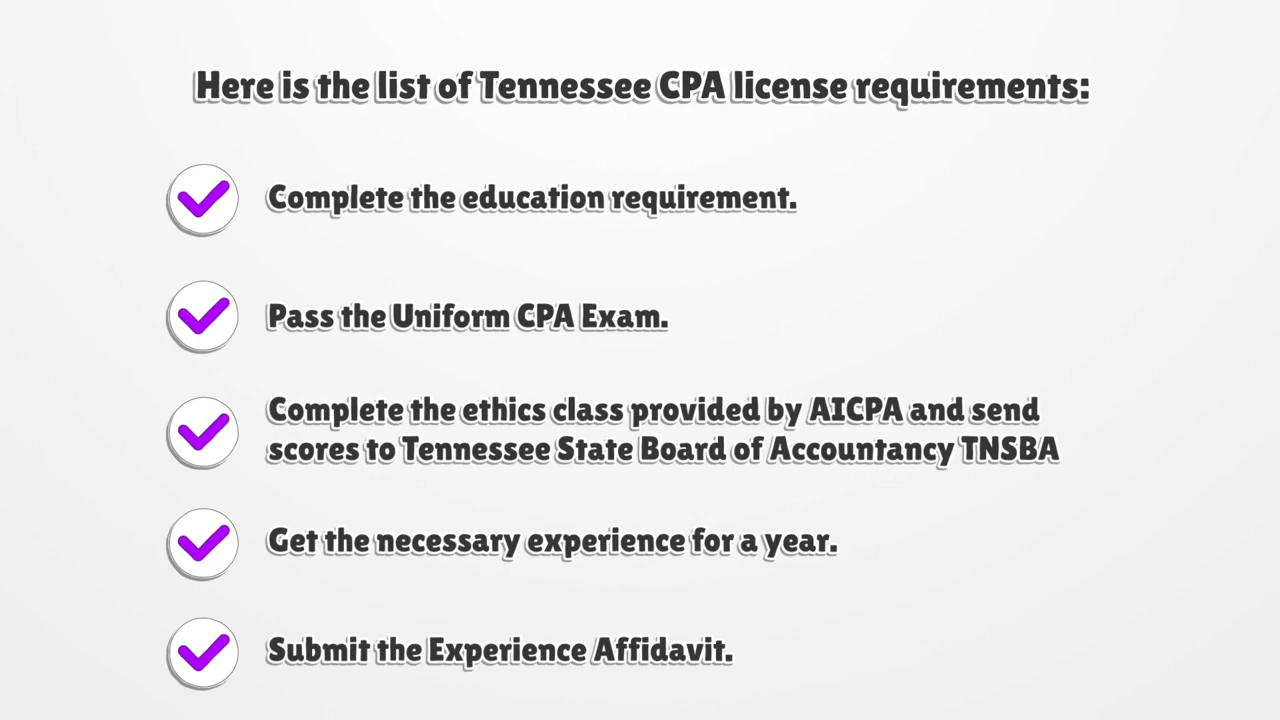 Here is the list of Tennessee CPA license requirements:
Complete the education requirement.
Pass the Uniform CPA Exam.
Complete the ethics class provided by AICPA and send
scores to Tennessee State Board of Accountancy TNSBA
Get the necessary experience for a year.
Submit the Experience Affidavit.